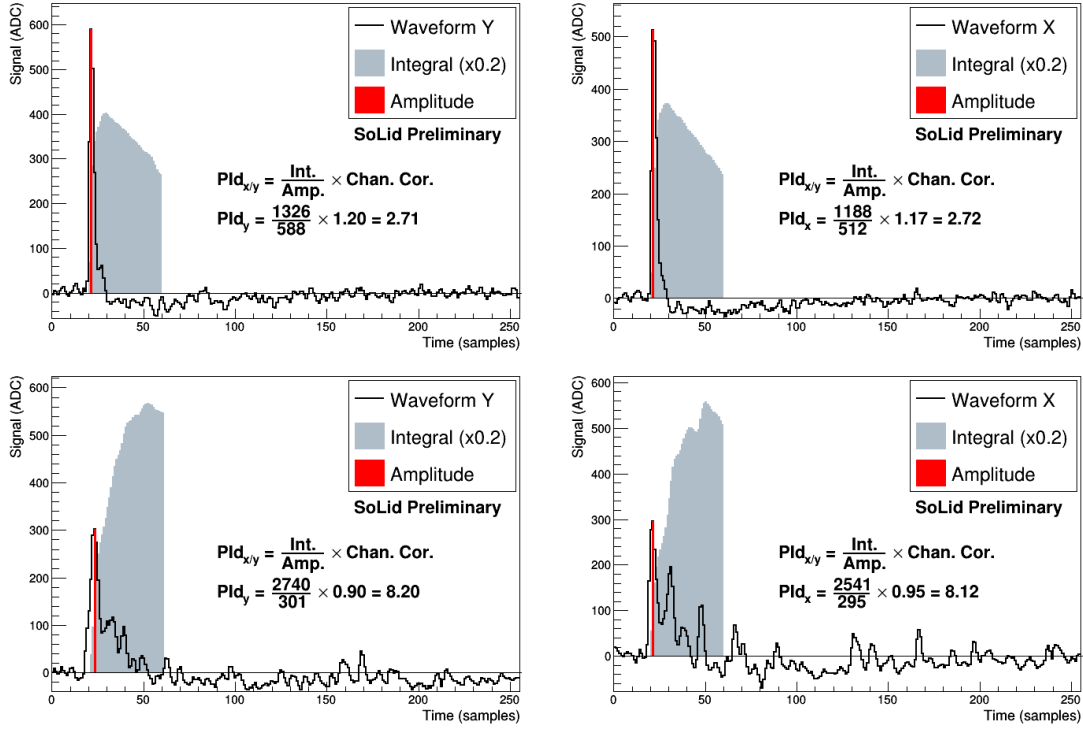 Signal (ADC)
600
500
400
300
200
100
0
Waveform Y
Integral (x0.2)
Amplitude
SoLid Preliminary
PId_{x/y} = Int./Amp. × Chan. Cor.
PId_y = 1326/588 × 1.20 = 2.71
0 50 100 150 200 250
Time (samples)
Signal (ADC)
500
400
300
200
100
0
Waveform X
Integral (x0.2)
Amplitude
SoLid Preliminary
PId_{x/y} = Int./Amp. × Chan. Cor.
PId_x = 1188/512 × 1.17 = 2.72
0 50 100 150 200 250
Time (samples)
Signal (ADC)
600
500
400
300
200
100
0
Waveform Y
Integral (x0.2)
Amplitude
SoLid Preliminary
PId_{x/y} = Int./Amp. × Chan. Cor.
PId_y = 2740/301 × 0.90 = 8.20
0 50 100 150 200 250
Time (samples)
Signal (ADC)
600
500
400
300
200
100
0
Waveform X
Integral (x0.2)
Amplitude
SoLid Preliminary
PId_{x/y} = Int./Amp. × Chan. Cor.
PId_x = 2541/295 × 0.95 = 8.12
0 50 100 150 200 250
Time (samples)